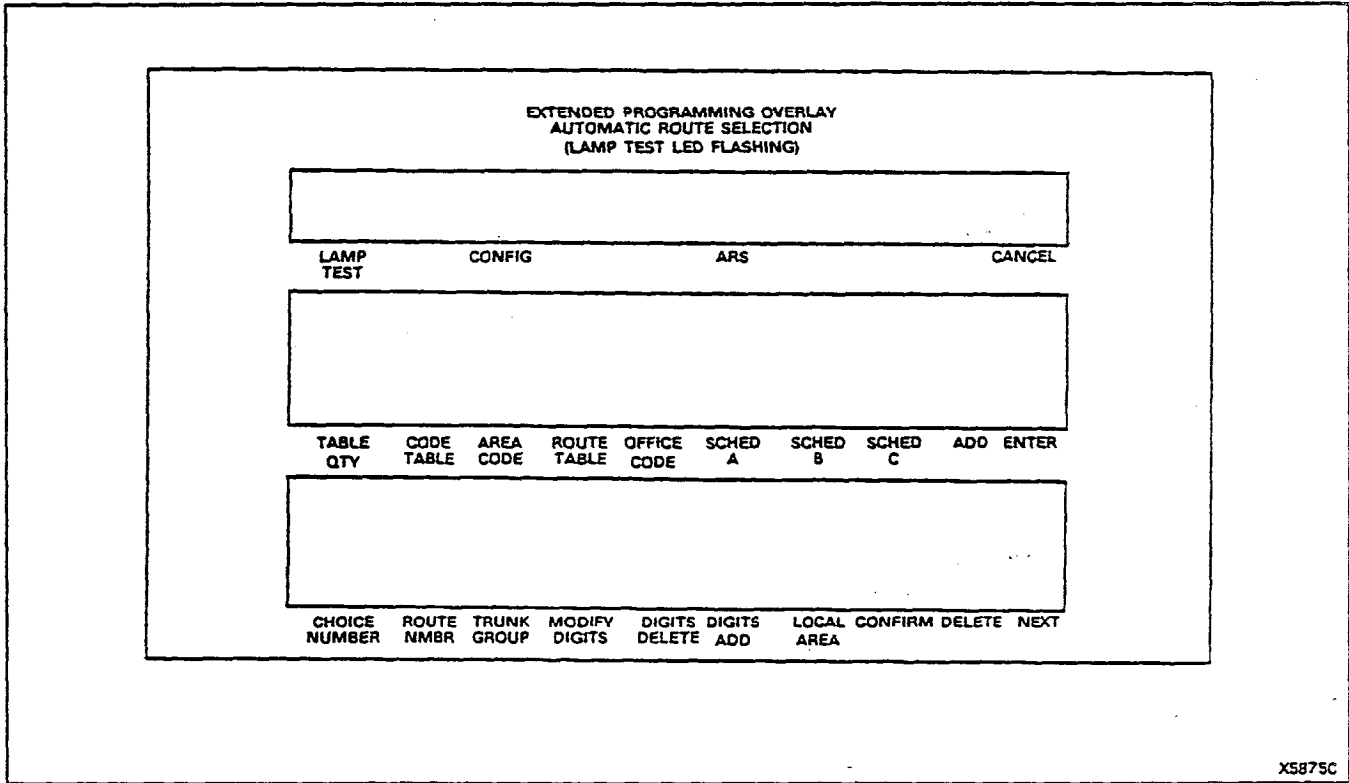 EXTENDED PROGRAMMING OVERLAY
AUTOMATIC ROUTE SELECTION
(LAMP TEST LED FLASHING)
LAMP TEST CONFIG ARS CANCEL
TABLE QTY CODE TABLE AREA CODE ROUTE TABLE OFFICE CODE SCHED A SCHED B SCHED C ADD ENTER
CHOICE NUMBER ROUTE NMBR TRUNK GROUP MODIFY DIGITS DIGITS DELETE DIGITS ADD LOCAL AREA CONFIRM DELETE NEXT
X5875C